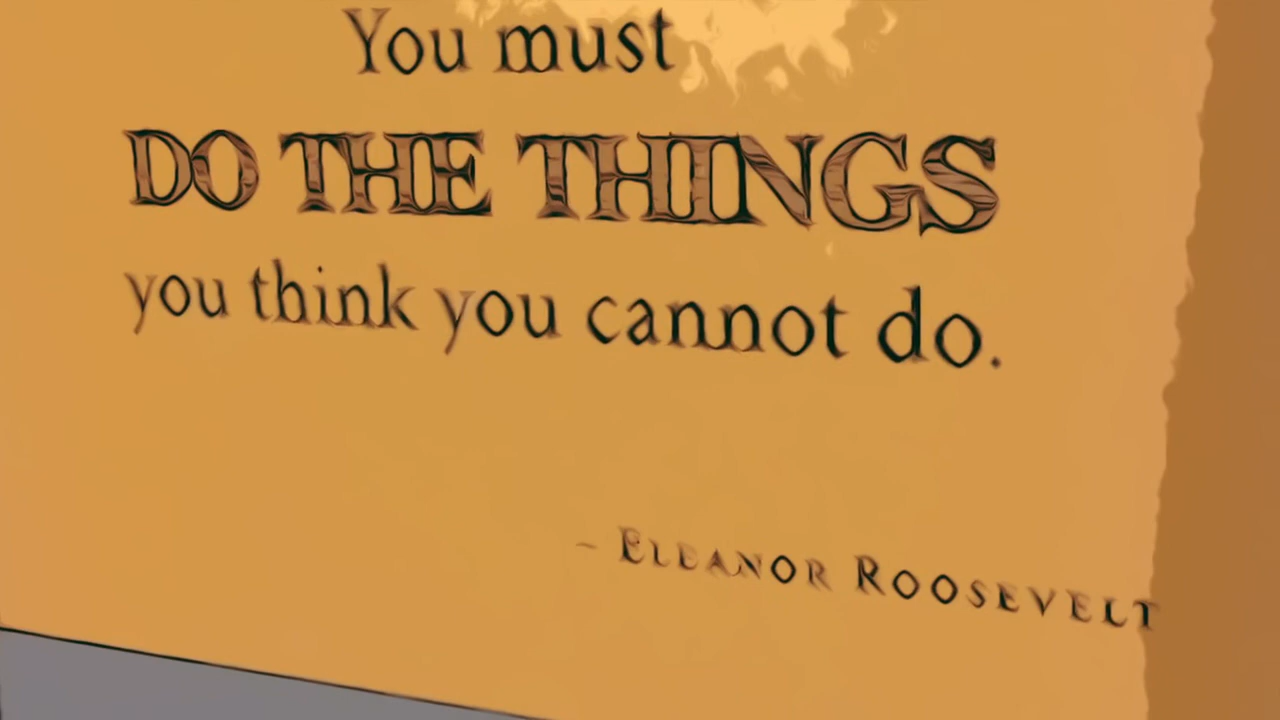 You must
DO THE THINGS
you think you cannot do.
- ELEANOR ROOSEVELT